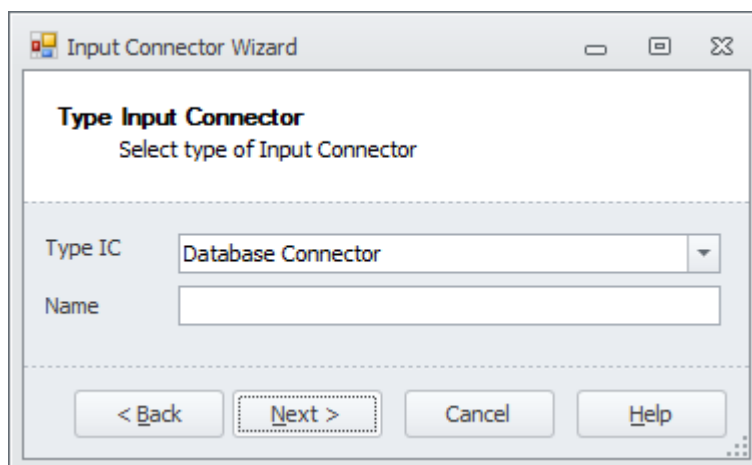 Input Connector Wizard
Type Input Connector
Select type of Input Connector
Type IC
Database Connector
Name
< Back
Next >
Cancel
Help